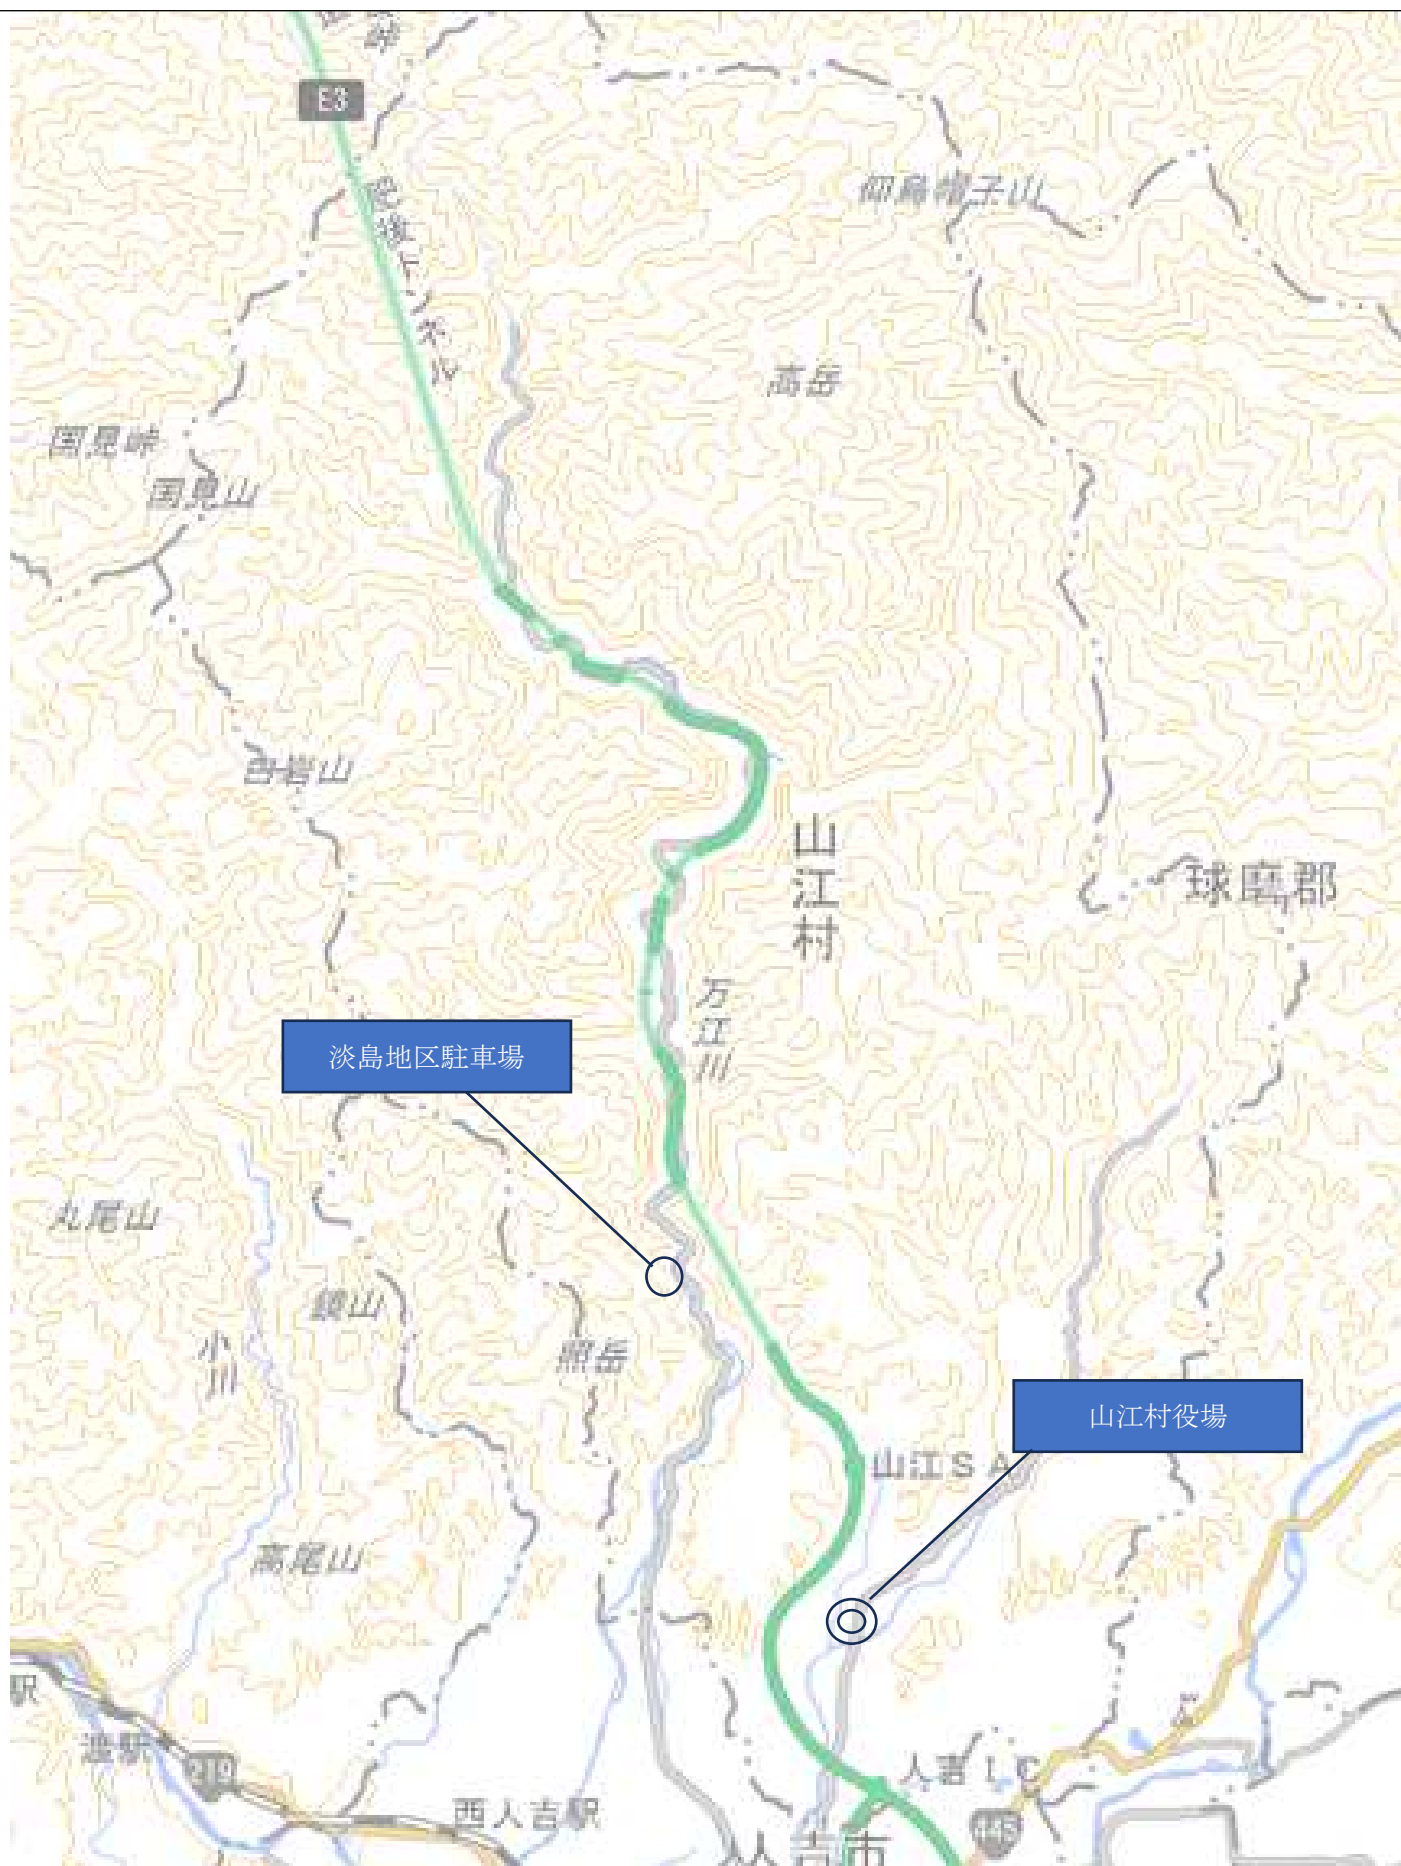 峠
E3
肥後トンネル
仰烏帽子山
高岳
国見峠
国見山
白岩山
山江村
球磨郡
万江川
淡島地区駐車場
丸尾山
鏡山
小川
照岳
山江村役場
山江SA
高尾山
駅
渡駅
219
西人吉駅
人吉IC
445
人吉市